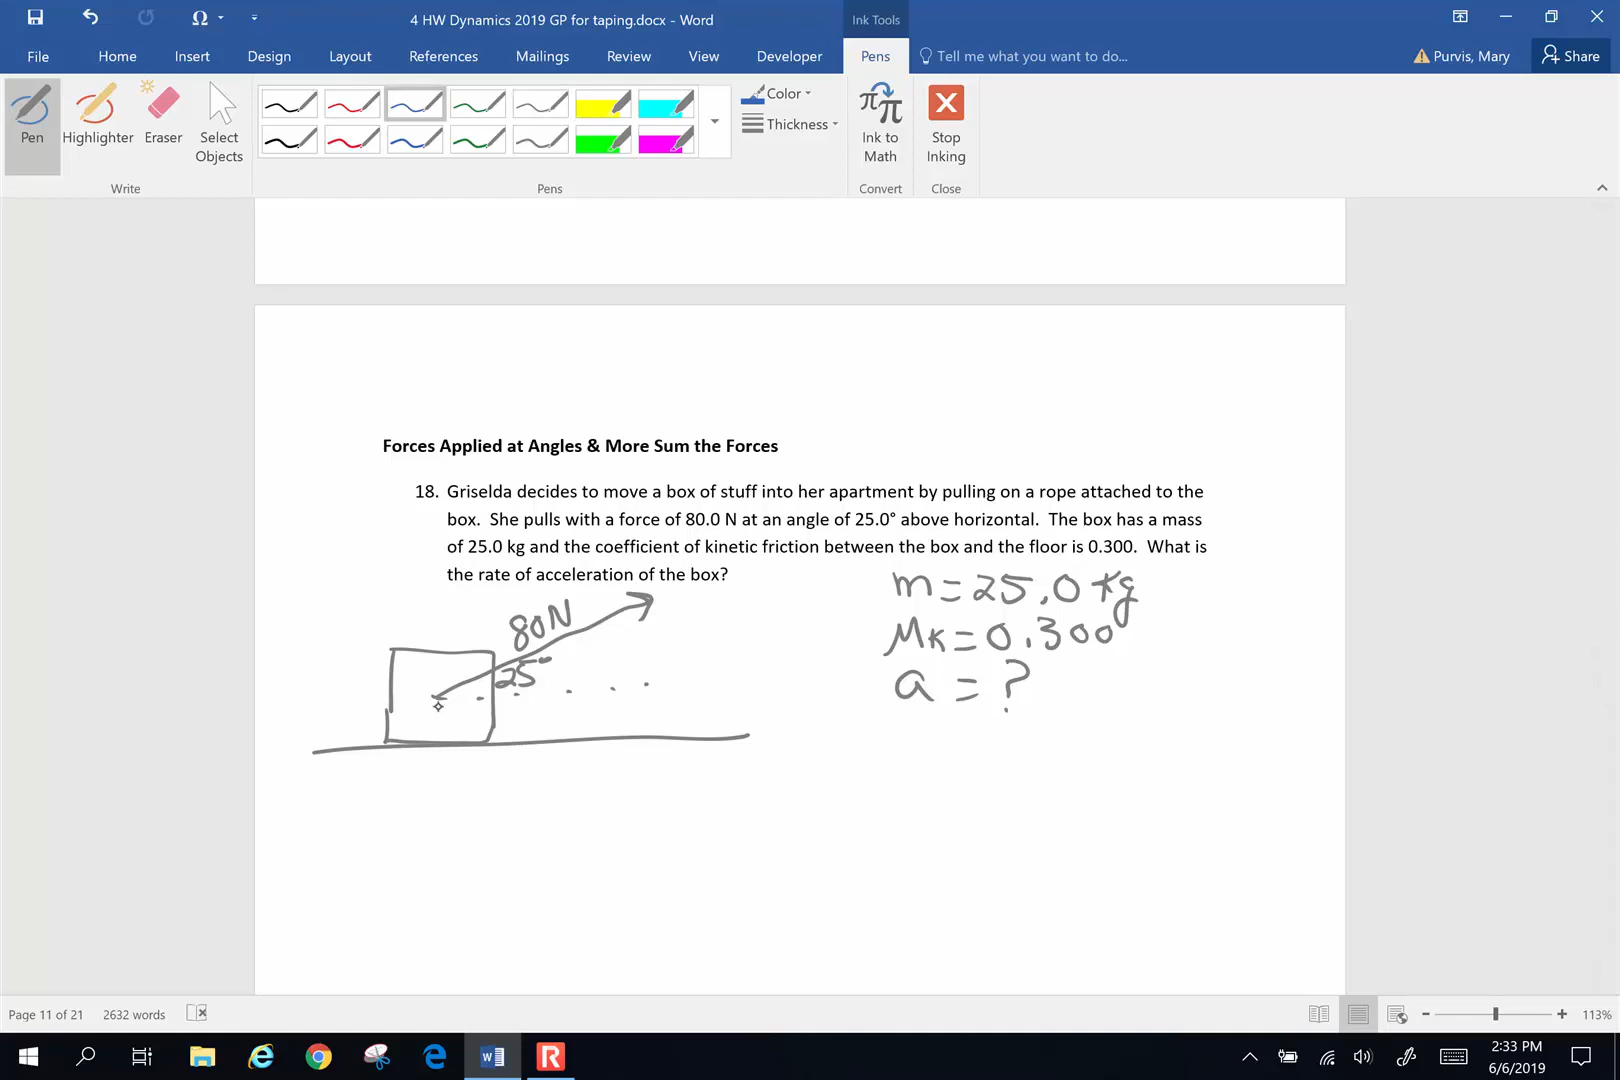 4 HW Dynamics 2019 GP for taping.docx - Word
Ink Tools
File
Home
Insert
Design
Layout
References
Mailings
Review
View
Developer
Pens
Tell me what you want to do...
Purvis, Mary
Share
Pen
Highlighter
Eraser
Select
Objects
Color
Thickness
Ink to
Math
Stop
Inking
Write
Pens
Convert
Close
Forces Applied at Angles & More Sum the Forces
18. Griselda decides to move a box of stuff into her apartment by pulling on a rope attached to the
box. She pulls with a force of 80.0 N at an angle of 25.0° above horizontal. The box has a mass
of 25.0 kg and the coefficient of kinetic friction between the box and the floor is 0.300. What is
the rate of acceleration of the box?
m = 25.0 kg
80N
μk = 0.300
25°
a = ?
Page 11 of 21
2632 words
113%
2:33 PM
6/6/2019